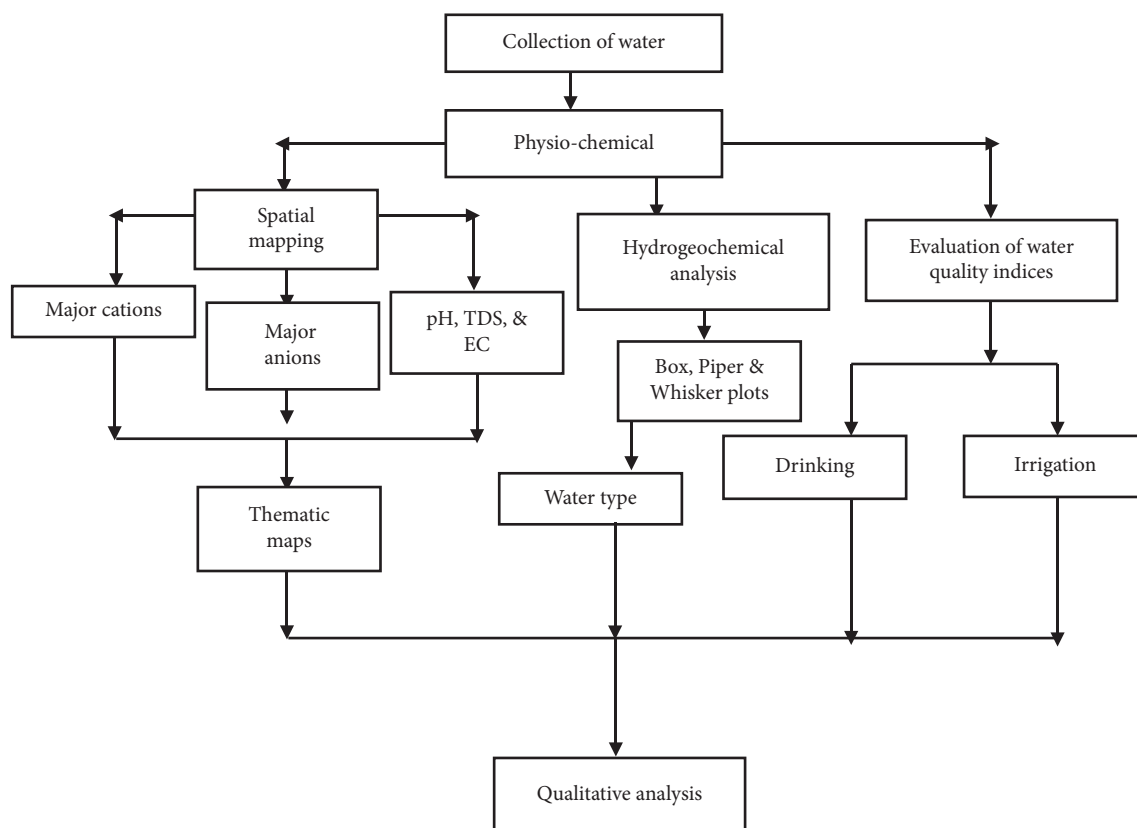 Collection of water
Physio-chemical
Spatial
mapping
Hydrogeochemical
analysis
Evaluation of water
quality indices
Major cations
Major
anions
pH, TDS, &
EC
Box, Piper &
Whisker plots
Drinking
Irrigation
Thematic
maps
Water type
Qualitative analysis